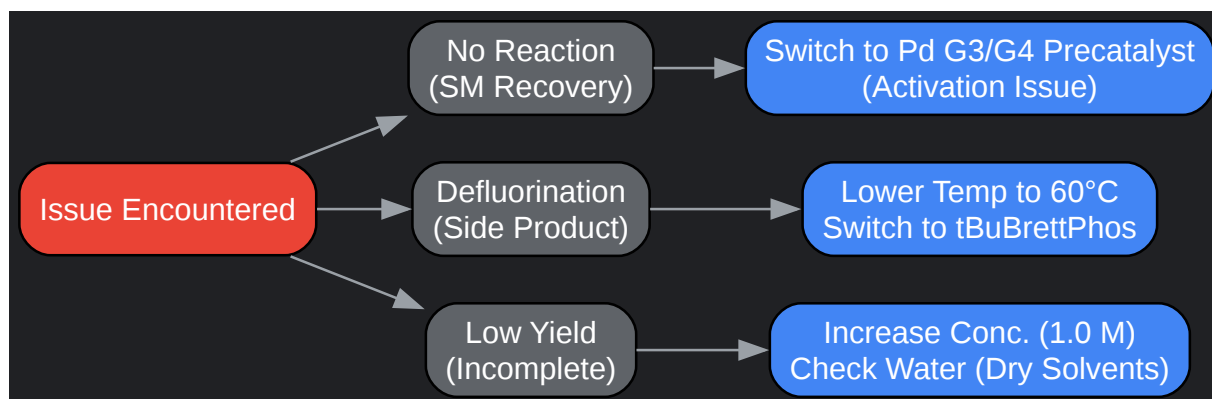 Issue Encountered
No Reaction
(SM Recovery)
Switch to Pd G3/G4 Precatalyst
(Activation Issue)
Defluorination
(Side Product)
Lower Temp to 60°C
Switch to tBuBrettPhos
Low Yield
(Incomplete)
Increase Conc. (1.0 M)
Check Water (Dry Solvents)